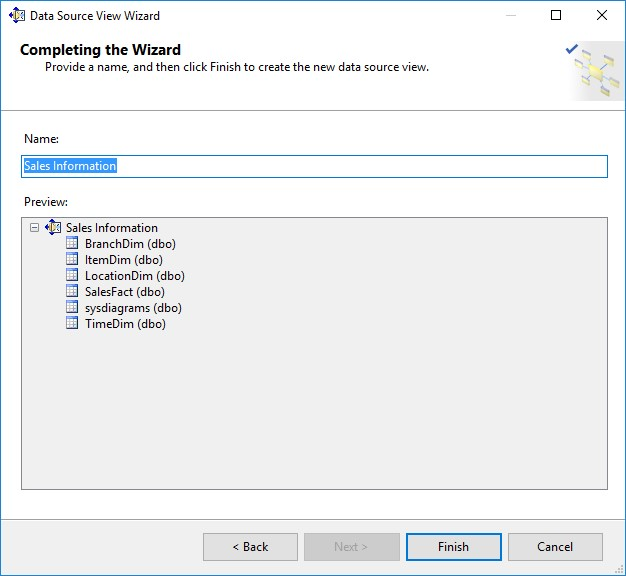 Data Source View Wizard
Completing the Wizard
Provide a name, and then click Finish to create the new data source view.
Name:
Sales Information
Preview:
Sales Information
BranchDim (dbo)
ItemDim (dbo)
LocationDim (dbo)
SalesFact (dbo)
sysdiagrams (dbo)
TimeDim (dbo)
< Back
Next >
Finish
Cancel